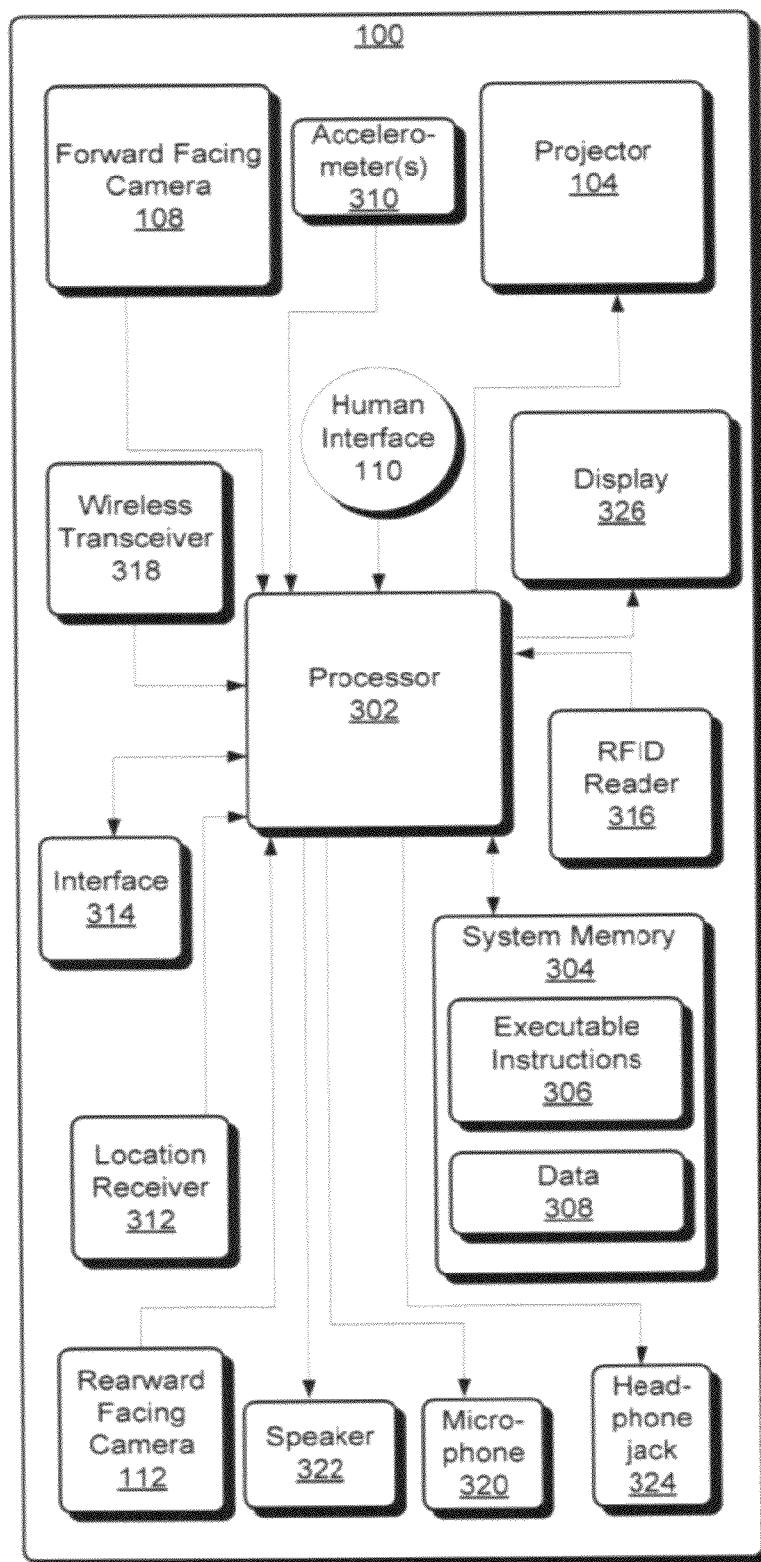 100
Forward Facing
Camera
108
Accelero-
meter(s)
310
Projector
104
Human
Interface
110
Wireless
Transceiver
318
Display
326
Processor
302
RFID
Reader
316
Interface
314
System Memory
304
Executable
Instructions
306
Location
Receiver
312
Data
308
Rearward
Facing
Camera
112
Speaker
322
Micro-
phone
320
Head-
phone
jack
324